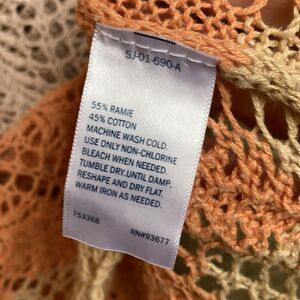 SJ-01-690-A
55% RAMIE
45% COTTON
MACHINE WASH COLD.
USE ONLY NON-CHLORINE
BLEACH WHEN NEEDED.
TUMBLE DRY UNTIL DAMP.
RESHAPE AND DRY FLAT.
WARM IRON AS NEEDED.
753368 RN#93677